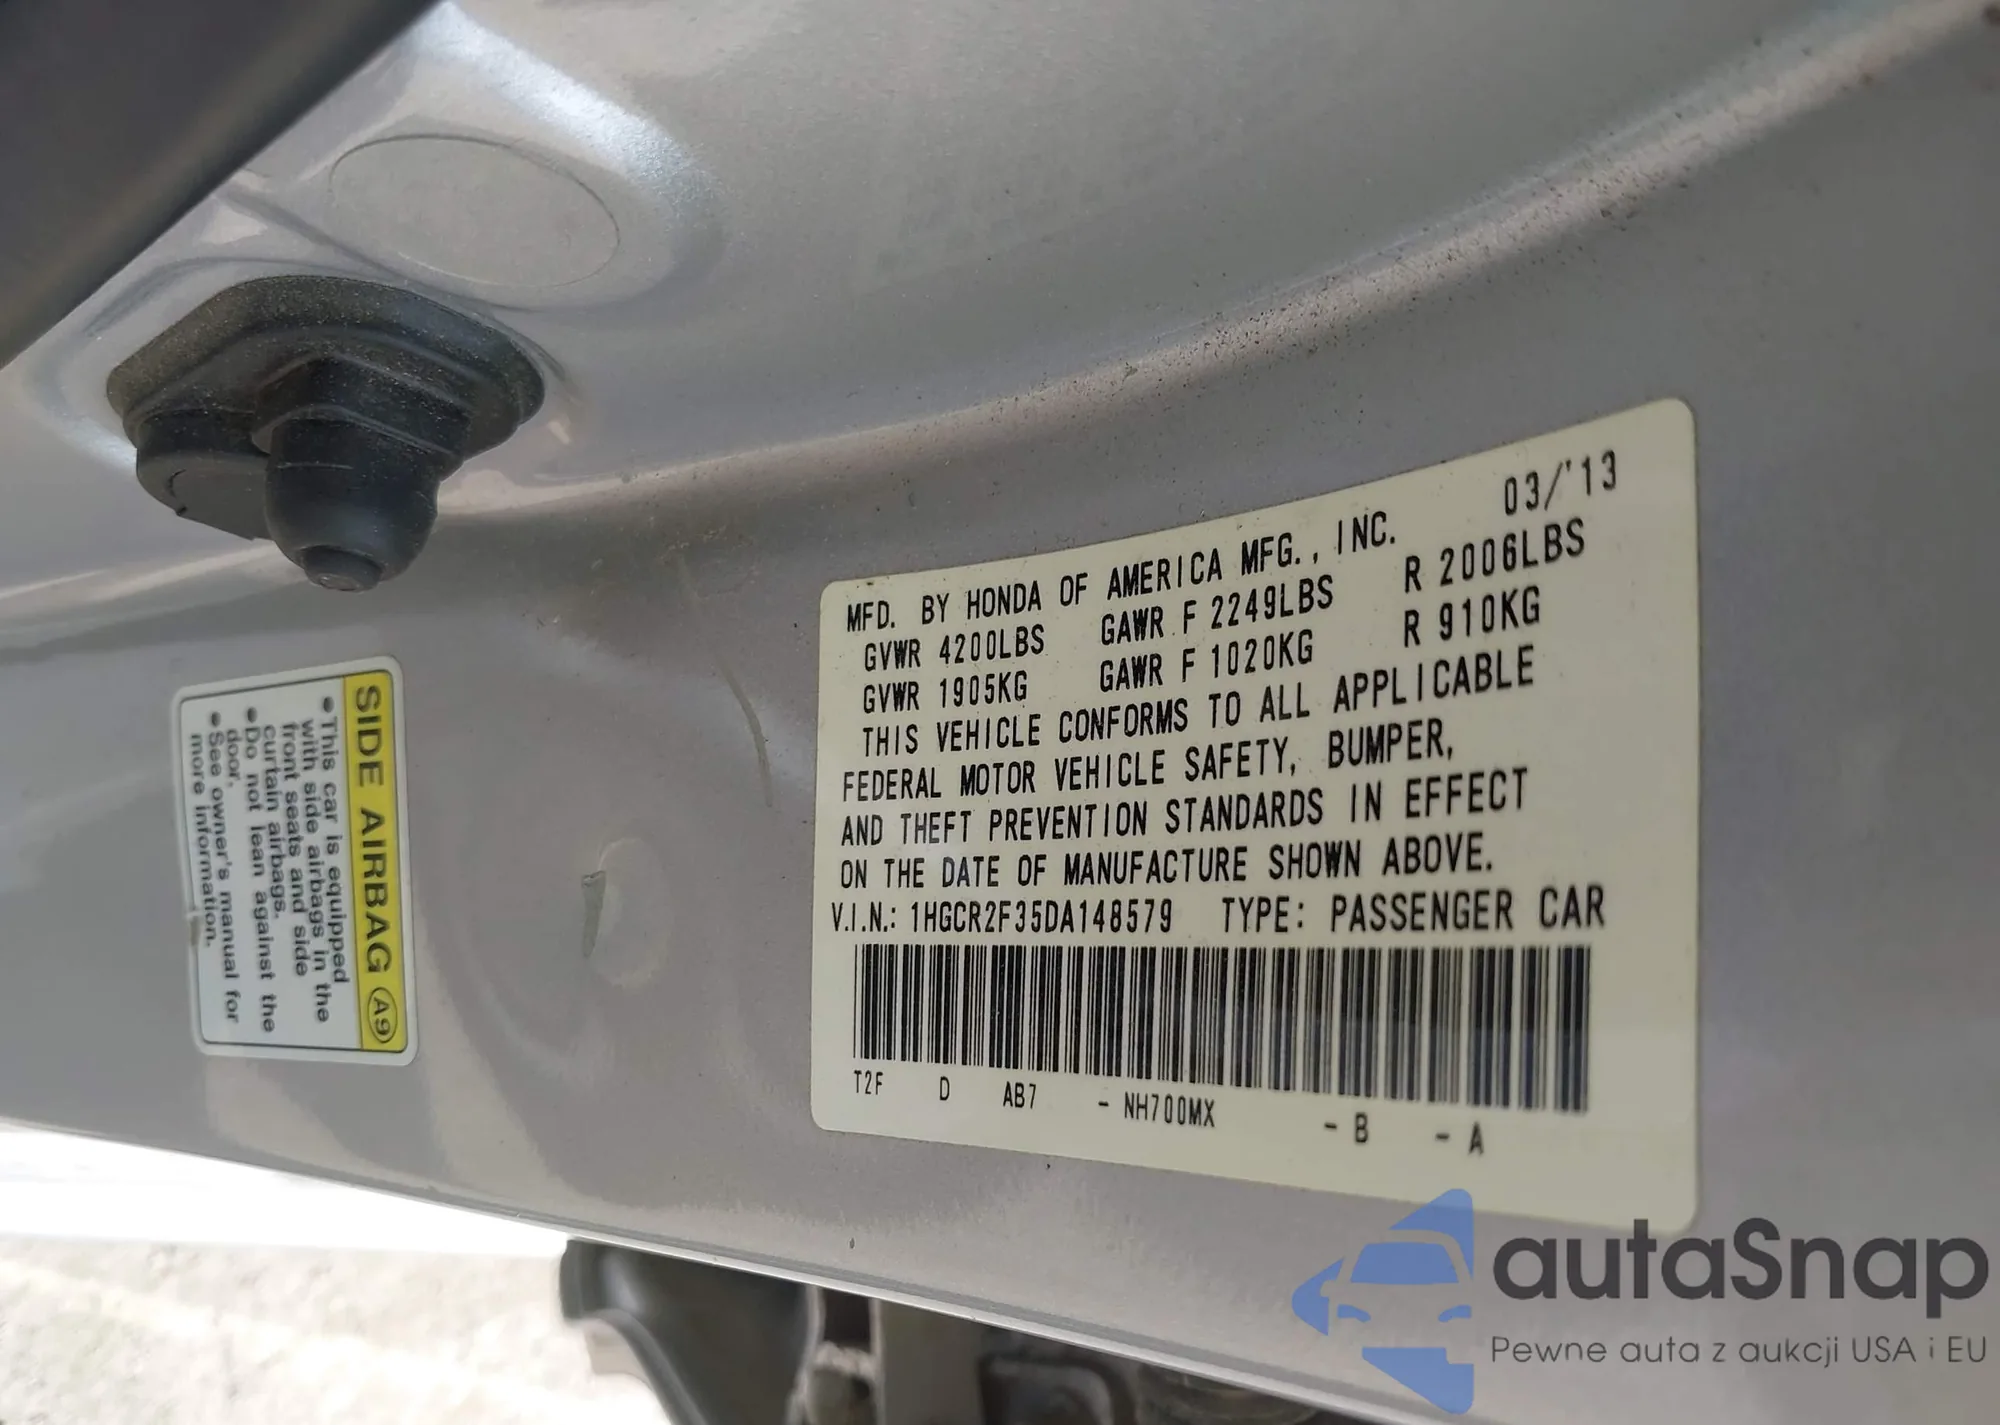 03/'13
MFD. BY HONDA OF AMERICA MFG., INC.
GVWR 4200LBS GAWR F 2249LBS R 2006LBS
GVWR 1905KG GAWR F 1020KG R 910KG
THIS VEHICLE CONFORMS TO ALL APPLICABLE
FEDERAL MOTOR VEHICLE SAFETY, BUMPER,
AND THEFT PREVENTION STANDARDS IN EFFECT
ON THE DATE OF MANUFACTURE SHOWN ABOVE.
V.I.N.: 1HGCR2F35DA148579 TYPE: PASSENGER CAR
T2F D AB7 - NH700MX - B - A
SIDE AIRBAG A9
•This car is equipped
with side airbags in the
front seats and side
curtain airbags.
•Do not lean against the
door.
•See owner's manual for
more information.
autaSnap
Pewne auta z aukcji USA i EU